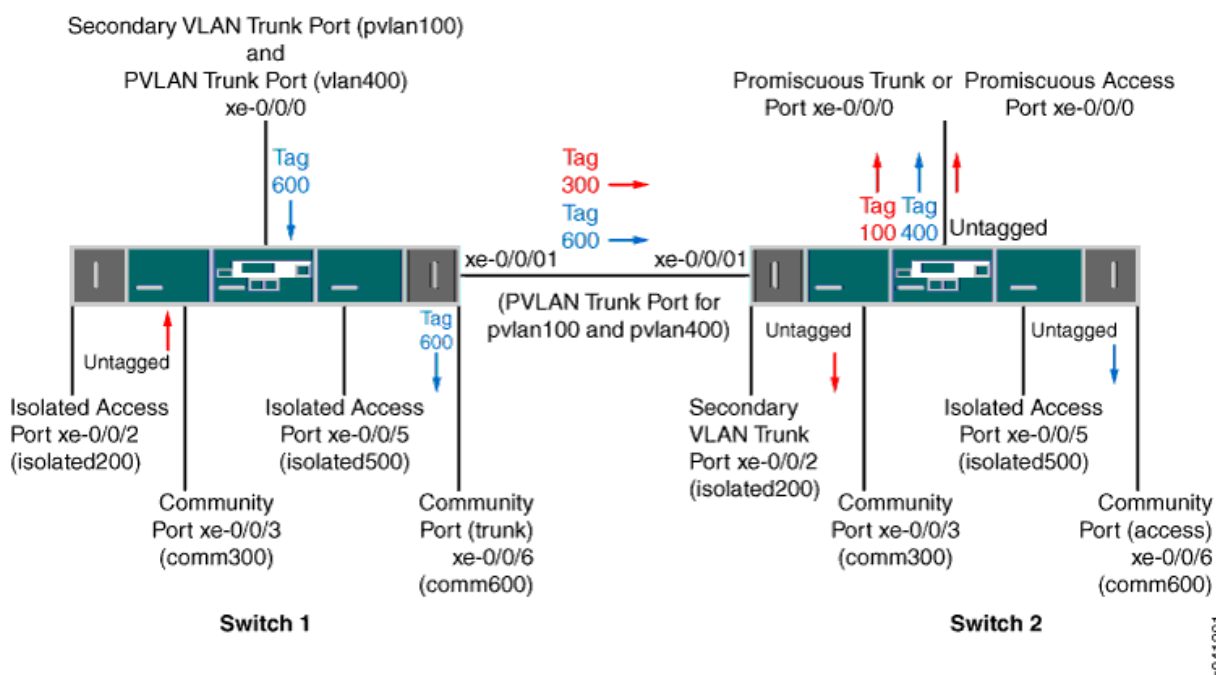 Secondary VLAN Trunk Port (pvlan100)
and
PVLAN Trunk Port (vlan400)
xe-0/0/0
Tag
600
Tag
300
Tag
600
Promiscuous Trunk or
Port xe-0/0/0
Promiscuous Access
Port xe-0/0/0
Tag
100
Tag
400
Untagged
xe-0/0/01
xe-0/0/01
(PVLAN Trunk Port for
pvlan100 and pvlan400)
Untagged
Tag
600
Untagged
Untagged
Isolated Access
Port xe-0/0/2
(isolated200)
Isolated Access
Port xe-0/0/5
(isolated500)
Secondary
VLAN Trunk
Port xe-0/0/2
(isolated200)
Isolated Access
Port xe-0/0/5
(isolated500)
Community
Port xe-0/0/3
(comm300)
Community
Port (trunk)
xe-0/0/6
(comm600)
Community
Port xe-0/0/3
(comm300)
Community
Port (access)
xe-0/0/6
(comm600)
Switch 1
Switch 2